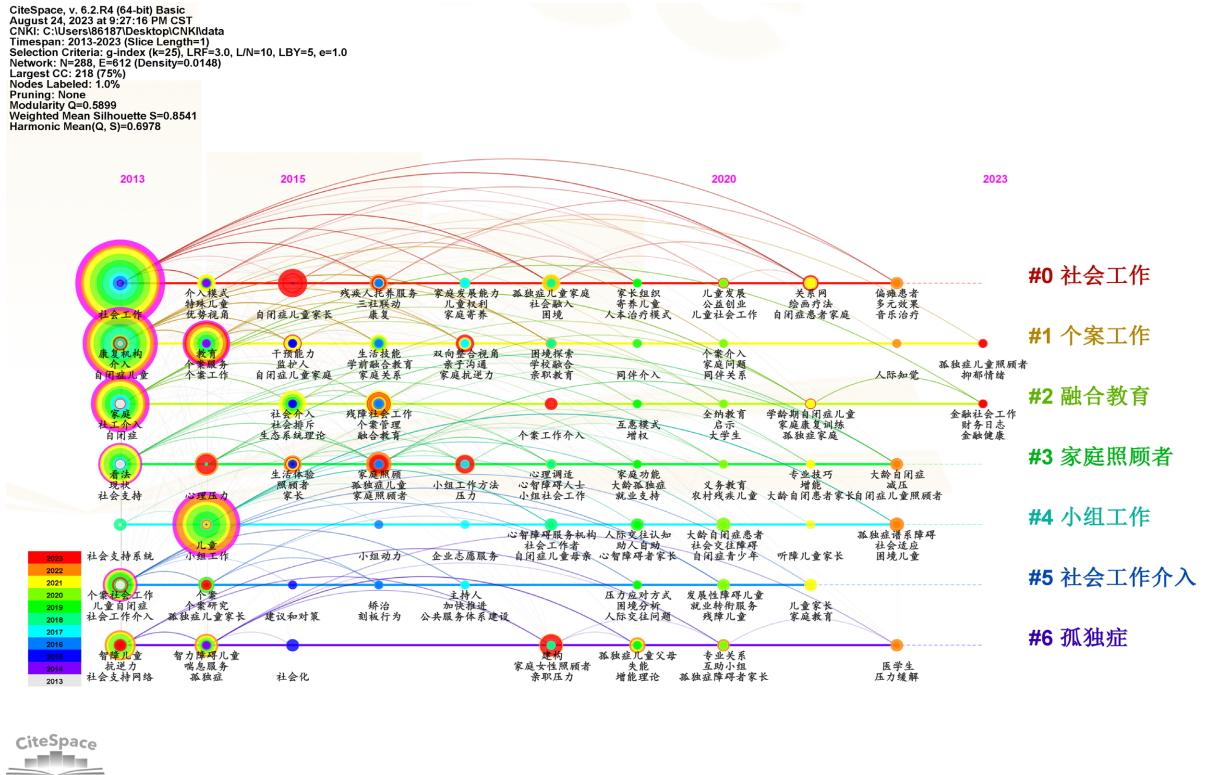 CiteSpace, v. 6.2.R4 (64-bit) Basic
August 24, 2023 at 9:27:16 PM CST
CNKI: C:\Users\86187\Desktop\CNKI\data
Timespan: 2013-2023 (Slice Length=1)
Selection Criteria: g-index (k=25), LRF=3.0, L/N=10, LBY=5, e=1.0
Network: N=288, E=612 (Density=0.0148)
Largest CC: 218 (75%)
Nodes Labeled: 1.0%
Pruning: None
Modularity Q=0.5899
Weighted Mean Silhouette S=0.8541
Harmonic Mean(Q, S)=0.6978
2013 2015 2020 2023
介入模式 残疾人托养服务 家庭发展能力 孤独症儿童家庭 家长组织 儿童发展 关系网 偏瘫患者
特殊儿童 三社联动 儿童权利 社会融入 寄养儿童 公益创业 绘画疗法 多元效果
社会工作 优势视角 自闭症儿童家长 康复 家庭寄养 困境 人本治疗模式 儿童社会工作 自闭症患者家庭 音乐治疗
#0 社会工作
康复机构 教育 干预能力 生活技能 双向整合视角 困境探索 个案介入
介入 个案服务 监护人 学前融合教育 亲子沟通 学校融合 家庭问题 孤独症儿童照顾者
自闭症儿童 个案工作 自闭症儿童家庭 家庭关系 家庭抗逆力 亲职教育 同伴介入 同伴关系 人际知觉 抑郁情绪
#1 个案工作
家庭 社会介入 残障社会工作 全纳教育 学龄期自闭症儿童 金融社会工作
社工介入 社会排斥 个案管理 互惠模式 启示 家庭康复训练 财务日志
自闭症 生态系统理论 融合教育 个案工作介入 增权 大学生 孤独症家庭 金融健康
#2 融合教育
看法 生活体验 家庭照顾 心理调适 家庭功能 专业技巧 大龄自闭症
现状 照顾者 孤独症儿童 小组工作方法 心智障碍人士 大龄孤独症 义务教育 增能 减压
社会支持 心理压力 家长 家庭照顾者 压力 小组社会工作 就业支持 农村残疾儿童 大龄自闭患者家长 自闭症儿童照顾者
#3 家庭照顾者
儿童 心智障碍服务机构 人际交往认知 大龄自闭症患者 孤独症谱系障碍
社会工作者 助人自助 社会交往障碍 社会适应
社会支持系统 小组工作 小组动力 企业志愿服务 自闭症儿童母亲 心智障碍者家长 自闭症青少年 听障儿童家长 困境儿童
#4 小组工作
个案社会工作 个案 主持人 压力应对方式 发展性障碍儿童
儿童自闭症 个案研究 矫治 加快推进 困境分析 就业转衔服务 儿童家长
社会工作介入 孤独症儿童家长 建议和对策 刻板行为 公共服务体系建设 人际交往问题 残障儿童 家庭教育
#5 社会工作介入
智障儿童 智力障碍儿童 建构 孤独症儿童父母 专业关系
抗逆力 喘息服务 家庭女性照顾者 失能 互助小组 医学生
社会支持网络 孤独症 社会化 亲职压力 增能理论 孤独症障碍者家长 压力缓解
#6 孤独症
2023
2022
2021
2020
2019
2018
2017
2016
2015
2014
2013
CiteSpace